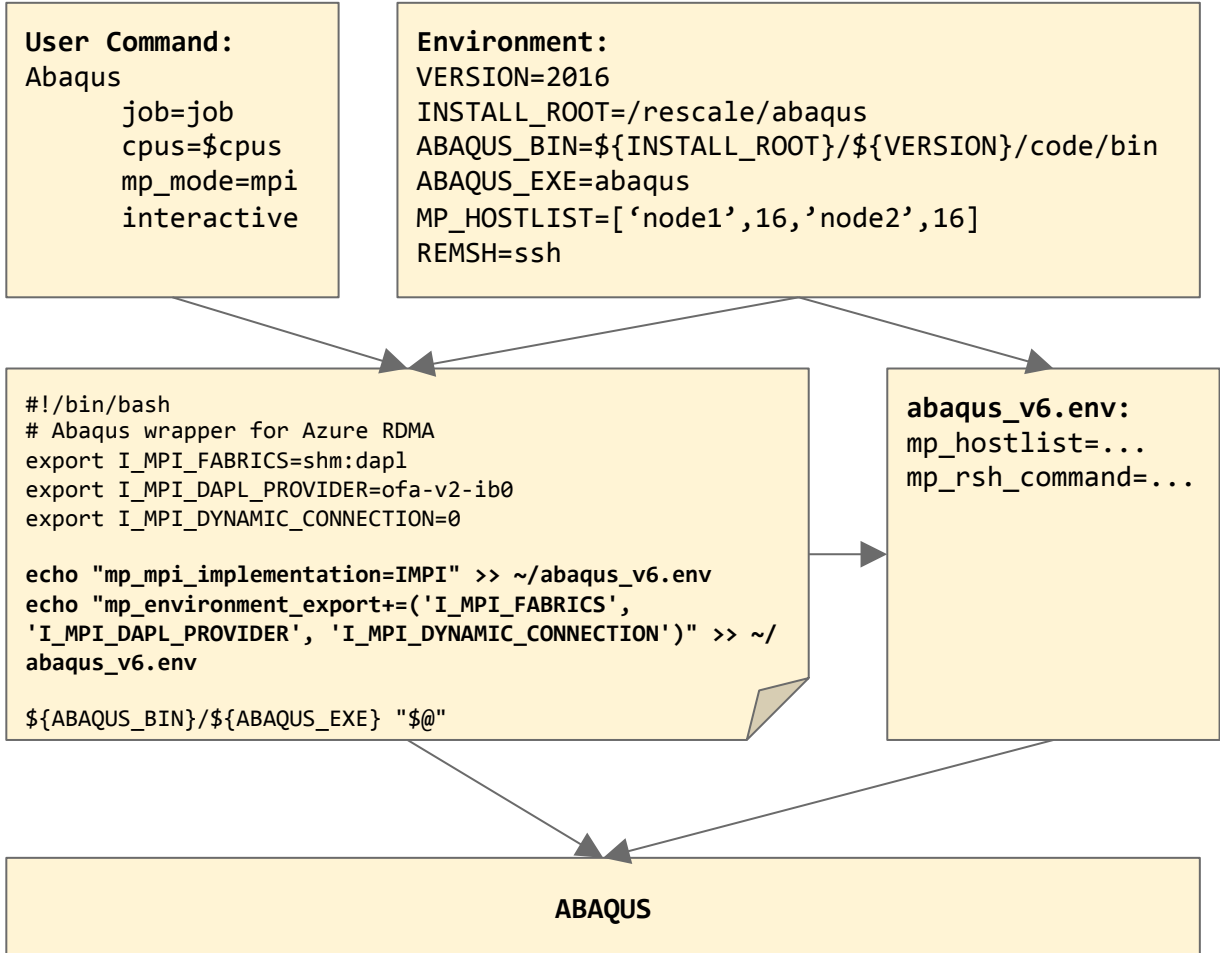 User Command:
Abaqus
job=job
cpus=$cpus
mp_mode=mpi
interactive
Environment:
VERSION=2016
INSTALL_ROOT=/rescale/abaqus
ABAQUS_BIN=${INSTALL_ROOT}/${VERSION}/code/bin
ABAQUS_EXE=abaqus
MP_HOSTLIST=[‘node1’,16,’node2’,16]
REMSH=ssh
#!/bin/bash
# Abaqus wrapper for Azure RDMA
export I_MPI_FABRICS=shm:dapl
export I_MPI_DAPL_PROVIDER=ofa-v2-ib0
export I_MPI_DYNAMIC_CONNECTION=0
echo "mp_mpi_implementation=IMPI" >> ~/abaqus_v6.env
echo "mp_environment_export+=('I_MPI_FABRICS',
'I_MPI_DAPL_PROVIDER', 'I_MPI_DYNAMIC_CONNECTION')" >> ~/
abaqus_v6.env
${ABAQUS_BIN}/${ABAQUS_EXE} "$@"
abaqus_v6.env:
mp_hostlist=...
mp_rsh_command=...
ABAQUS